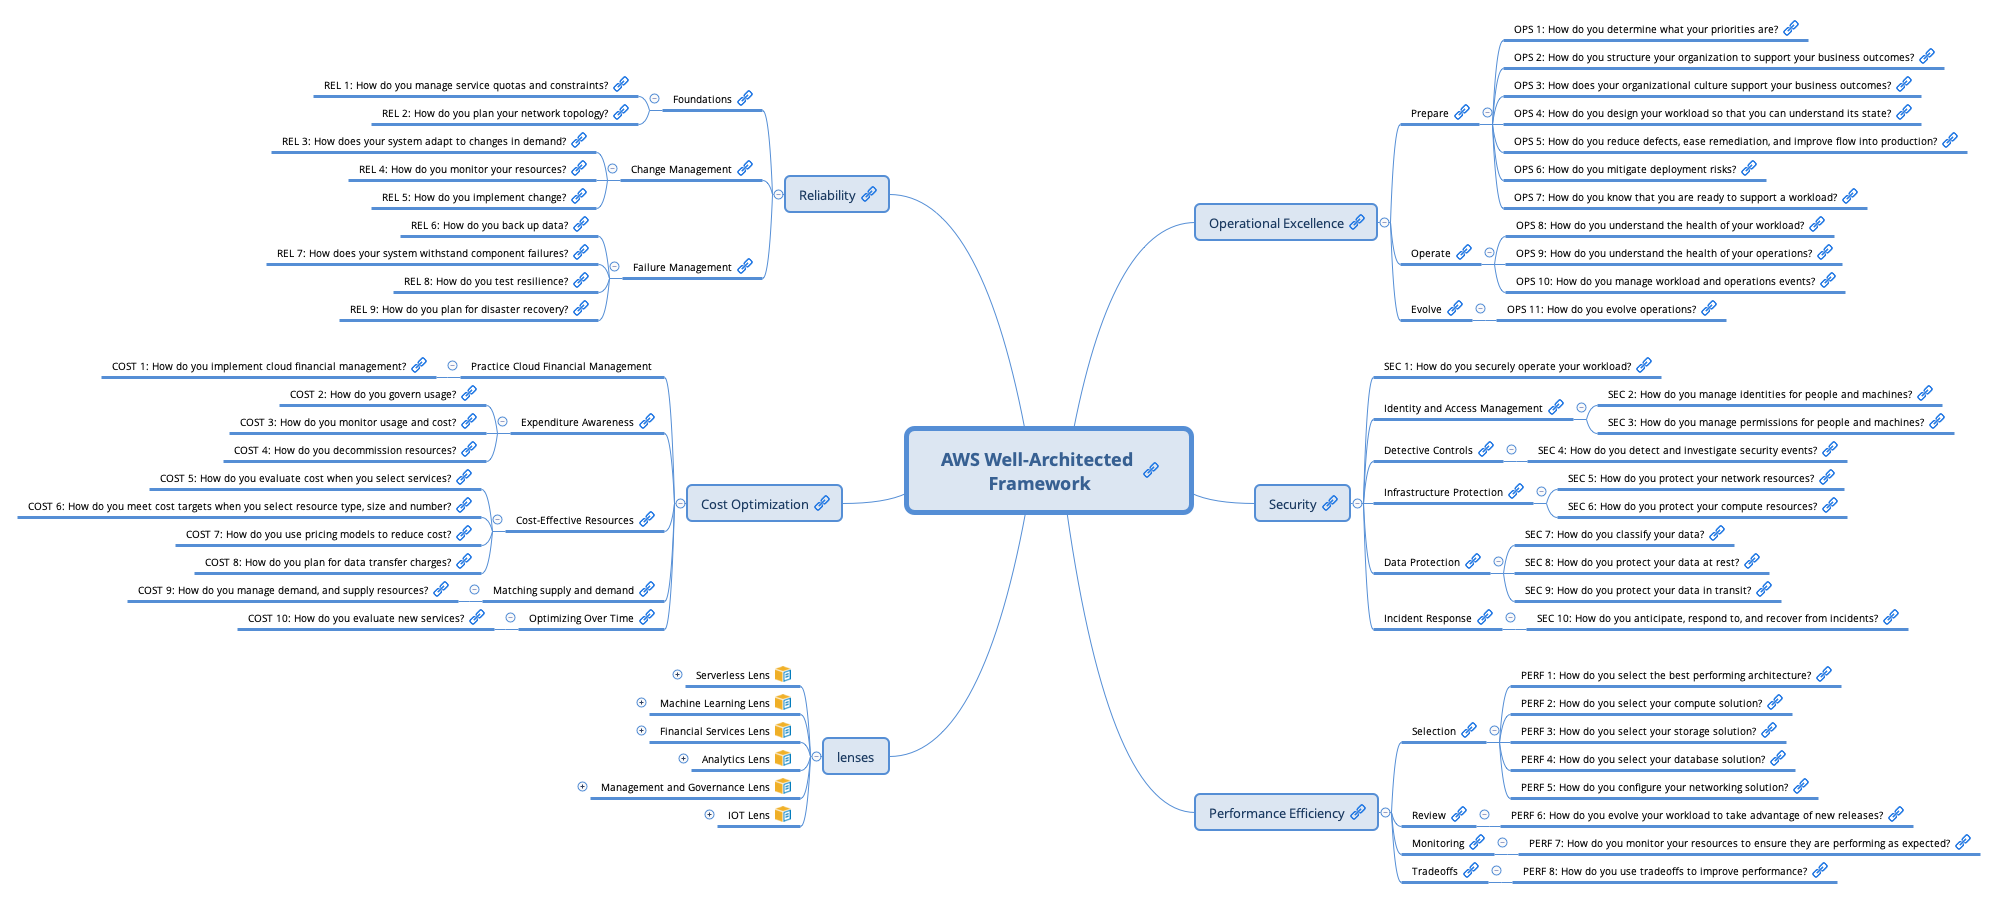 AWS Well-Architected
Framework
Operational Excellence
Prepare
OPS 1: How do you determine what your priorities are?
OPS 2: How do you structure your organization to support your business outcomes?
OPS 3: How does your organizational culture support your business outcomes?
OPS 4: How do you design your workload so that you can understand its state?
OPS 5: How do you reduce defects, ease remediation, and improve flow into production?
OPS 6: How do you mitigate deployment risks?
OPS 7: How do you know that you are ready to support a workload?
Operate
OPS 8: How do you understand the health of your workload?
OPS 9: How do you understand the health of your operations?
OPS 10: How do you manage workload and operations events?
Evolve
OPS 11: How do you evolve operations?
Security
SEC 1: How do you securely operate your workload?
Identity and Access Management
SEC 2: How do you manage identities for people and machines?
SEC 3: How do you manage permissions for people and machines?
Detective Controls
SEC 4: How do you detect and investigate security events?
Infrastructure Protection
SEC 5: How do you protect your network resources?
SEC 6: How do you protect your compute resources?
Data Protection
SEC 7: How do you classify your data?
SEC 8: How do you protect your data at rest?
SEC 9: How do you protect your data in transit?
Incident Response
SEC 10: How do you anticipate, respond to, and recover from incidents?
Performance Efficiency
Selection
PERF 1: How do you select the best performing architecture?
PERF 2: How do you select your compute solution?
PERF 3: How do you select your storage solution?
PERF 4: How do you select your database solution?
PERF 5: How do you configure your networking solution?
Review
PERF 6: How do you evolve your workload to take advantage of new releases?
Monitoring
PERF 7: How do you monitor your resources to ensure they are performing as expected?
Tradeoffs
PERF 8: How do you use tradeoffs to improve performance?
Reliability
Foundations
REL 1: How do you manage service quotas and constraints?
REL 2: How do you plan your network topology?
Change Management
REL 3: How does your system adapt to changes in demand?
REL 4: How do you monitor your resources?
REL 5: How do you implement change?
Failure Management
REL 6: How do you back up data?
REL 7: How does your system withstand component failures?
REL 8: How do you test resilience?
REL 9: How do you plan for disaster recovery?
Cost Optimization
Practice Cloud Financial Management
COST 1: How do you implement cloud financial management?
Expenditure Awareness
COST 2: How do you govern usage?
COST 3: How do you monitor usage and cost?
COST 4: How do you decommission resources?
Cost-Effective Resources
COST 5: How do you evaluate cost when you select services?
COST 6: How do you meet cost targets when you select resource type, size and number?
COST 7: How do you use pricing models to reduce cost?
COST 8: How do you plan for data transfer charges?
Matching supply and demand
COST 9: How do you manage demand, and supply resources?
Optimizing Over Time
COST 10: How do you evaluate new services?
lenses
Serverless Lens
Machine Learning Lens
Financial Services Lens
Analytics Lens
Management and Governance Lens
IOT Lens